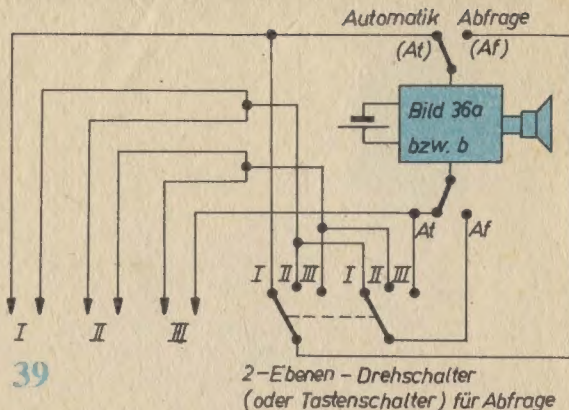 Automatik Abfrage
(At) (Af)
Bild 36a
bzw. b
At Af
I II III I II III
I II III
39
2-Ebenen-Drehschalter
(oder Tastenschalter) für Abfrage